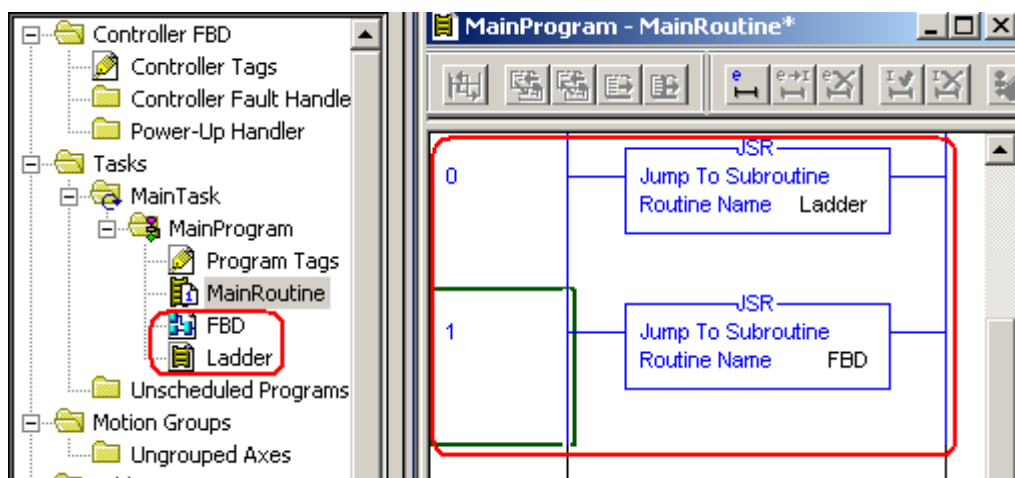 Controller FBD
Controller Tags
Controller Fault Handle
Power-Up Handler
Tasks
MainTask
MainProgram
Program Tags
MainRoutine
FBD
Ladder
Unscheduled Programs
Motion Groups
Ungrouped Axes
MainProgram - MainRoutine*
0
JSR
Jump To Subroutine
Routine Name Ladder
1
JSR
Jump To Subroutine
Routine Name FBD